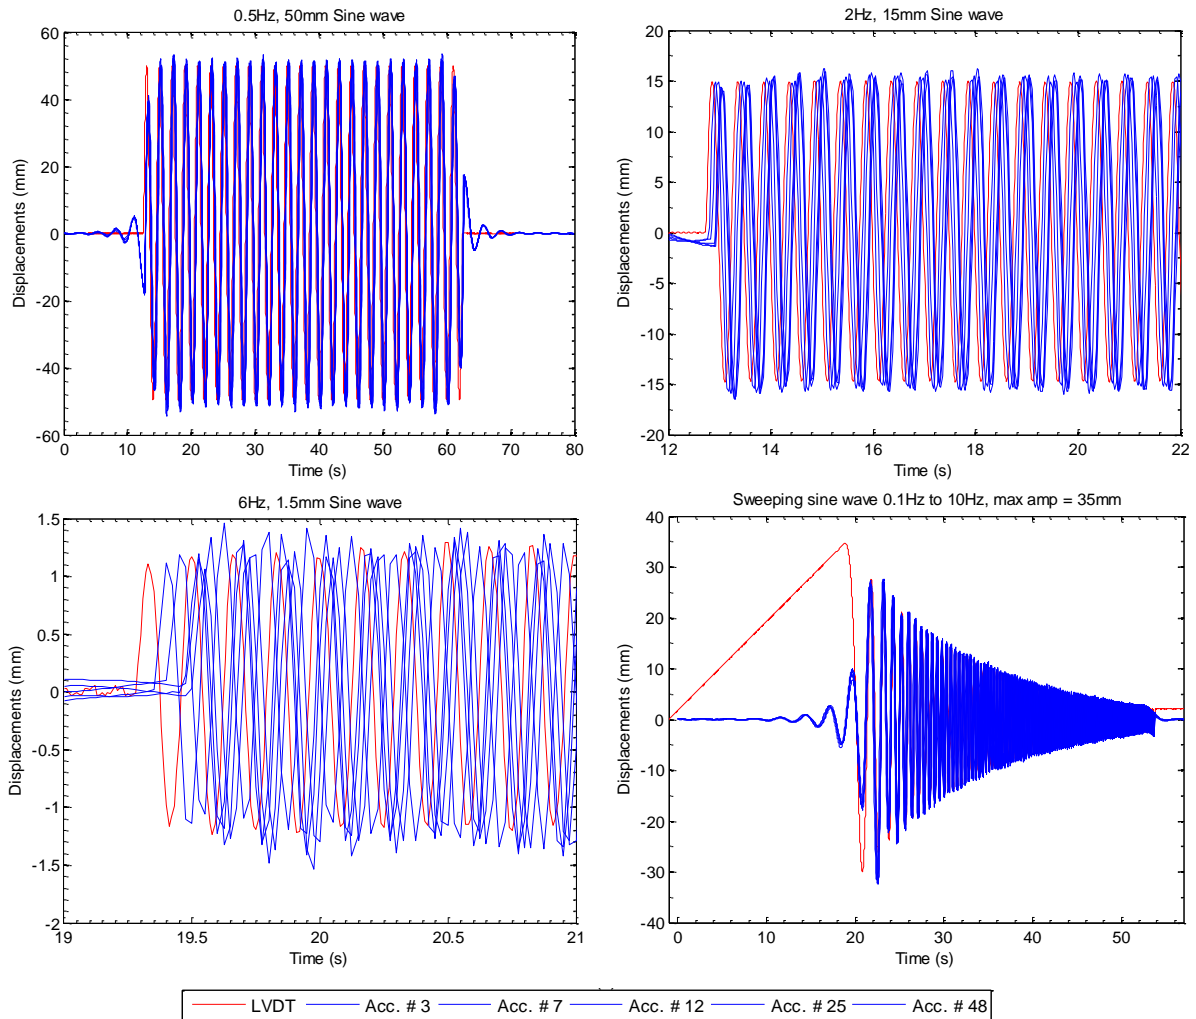 0.5Hz, 50mm Sine wave
60
40
20
0
-20
-40
-60
Displacements (mm)
0 10 20 30 40 50 60 70 80
Time (s)
2Hz, 15mm Sine wave
20
15
10
5
0
-5
-10
-15
-20
Displacements (mm)
12 14 16 18 20 22
Time (s)
6Hz, 1.5mm Sine wave
1.5
1
0.5
0
-0.5
-1
-1.5
-2
Displacements (mm)
19 19.5 20 20.5 21
Time (s)
Sweeping sine wave 0.1Hz to 10Hz, max amp = 35mm
40
30
20
10
0
-10
-20
-30
-40
Displacements (mm)
0 10 20 30 40 50
Time (s)
LVDT Acc. # 3 Acc. # 7 Acc. # 12 Acc. # 25 Acc. # 48